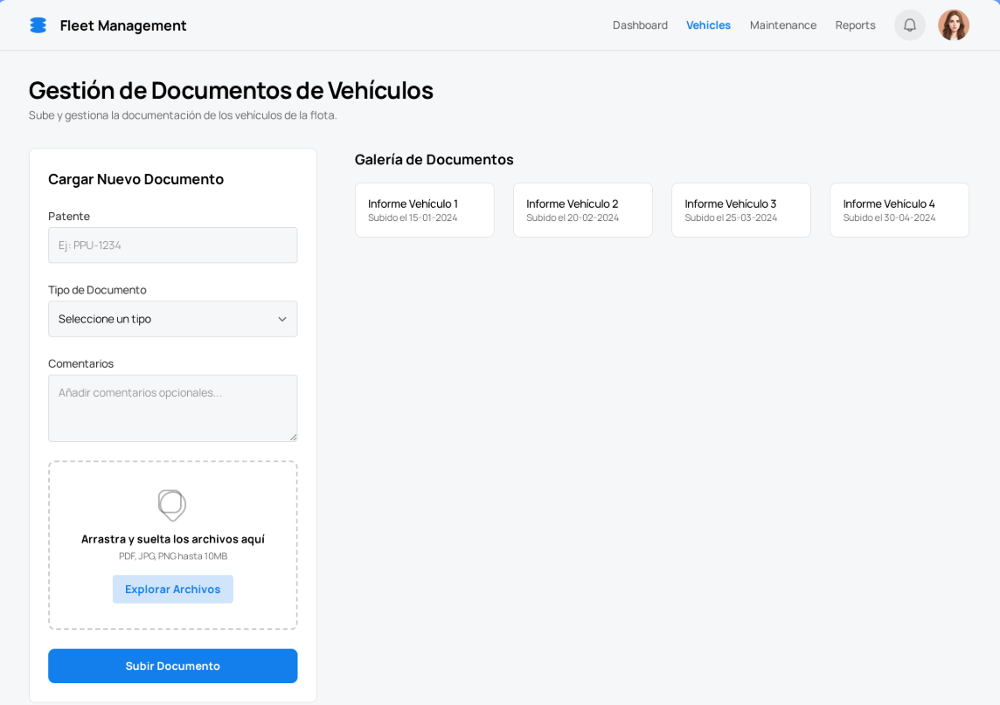 Fleet Management
Dashboard
Vehicles
Maintenance
Reports
Gestión de Documentos de Vehículos
Sube y gestiona la documentación de los vehículos de la flota.
Cargar Nuevo Documento
Patente
Ej: PPU-1234
Tipo de Documento
Seleccione un tipo
Comentarios
Añadir comentarios opcionales...
Arrastra y suelta los archivos aquí
PDF, JPG, PNG hasta 10MB
Explorar Archivos
Subir Documento
Galería de Documentos
Informe Vehículo 1
Subido el 15-01-2024
Informe Vehículo 2
Subido el 20-02-2024
Informe Vehículo 3
Subido el 25-03-2024
Informe Vehículo 4
Subido el 30-04-2024